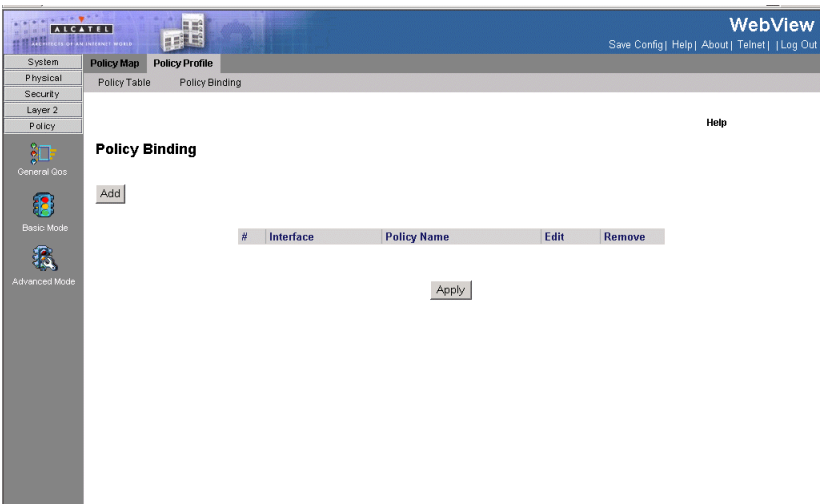 ALCATEL
ARCHITECTS OF AN INTERNET WORLD
WebView
Save Config| Help| About| Telnet| |Log Out
System
Physical
Security
Layer 2
Policy
General Qos
Basic Mode
Advanced Mode
Policy Map Policy Profile
Policy Table Policy Binding
Help
Policy Binding
Add
# Interface Policy Name Edit Remove
Apply